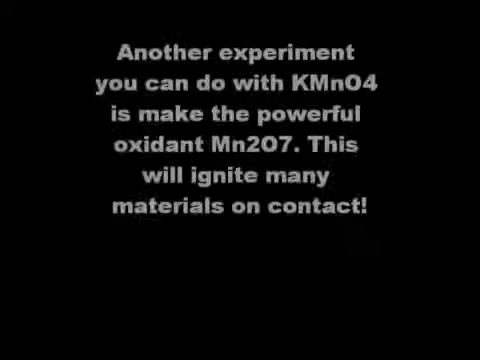 Another experiment
you can do with KMnO4
is make the powerful
oxidant Mn2O7. This
will ignite many
materials on contact!